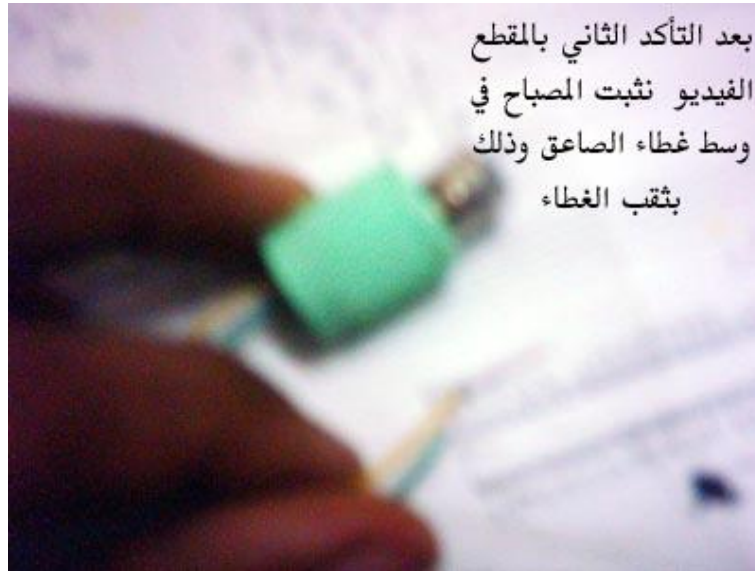 بعد التأكد الثاني بالمقطع
الفيديو نثبت المصباح في
وسط غطاء الصاعق وذلك
بثقب الغطاء